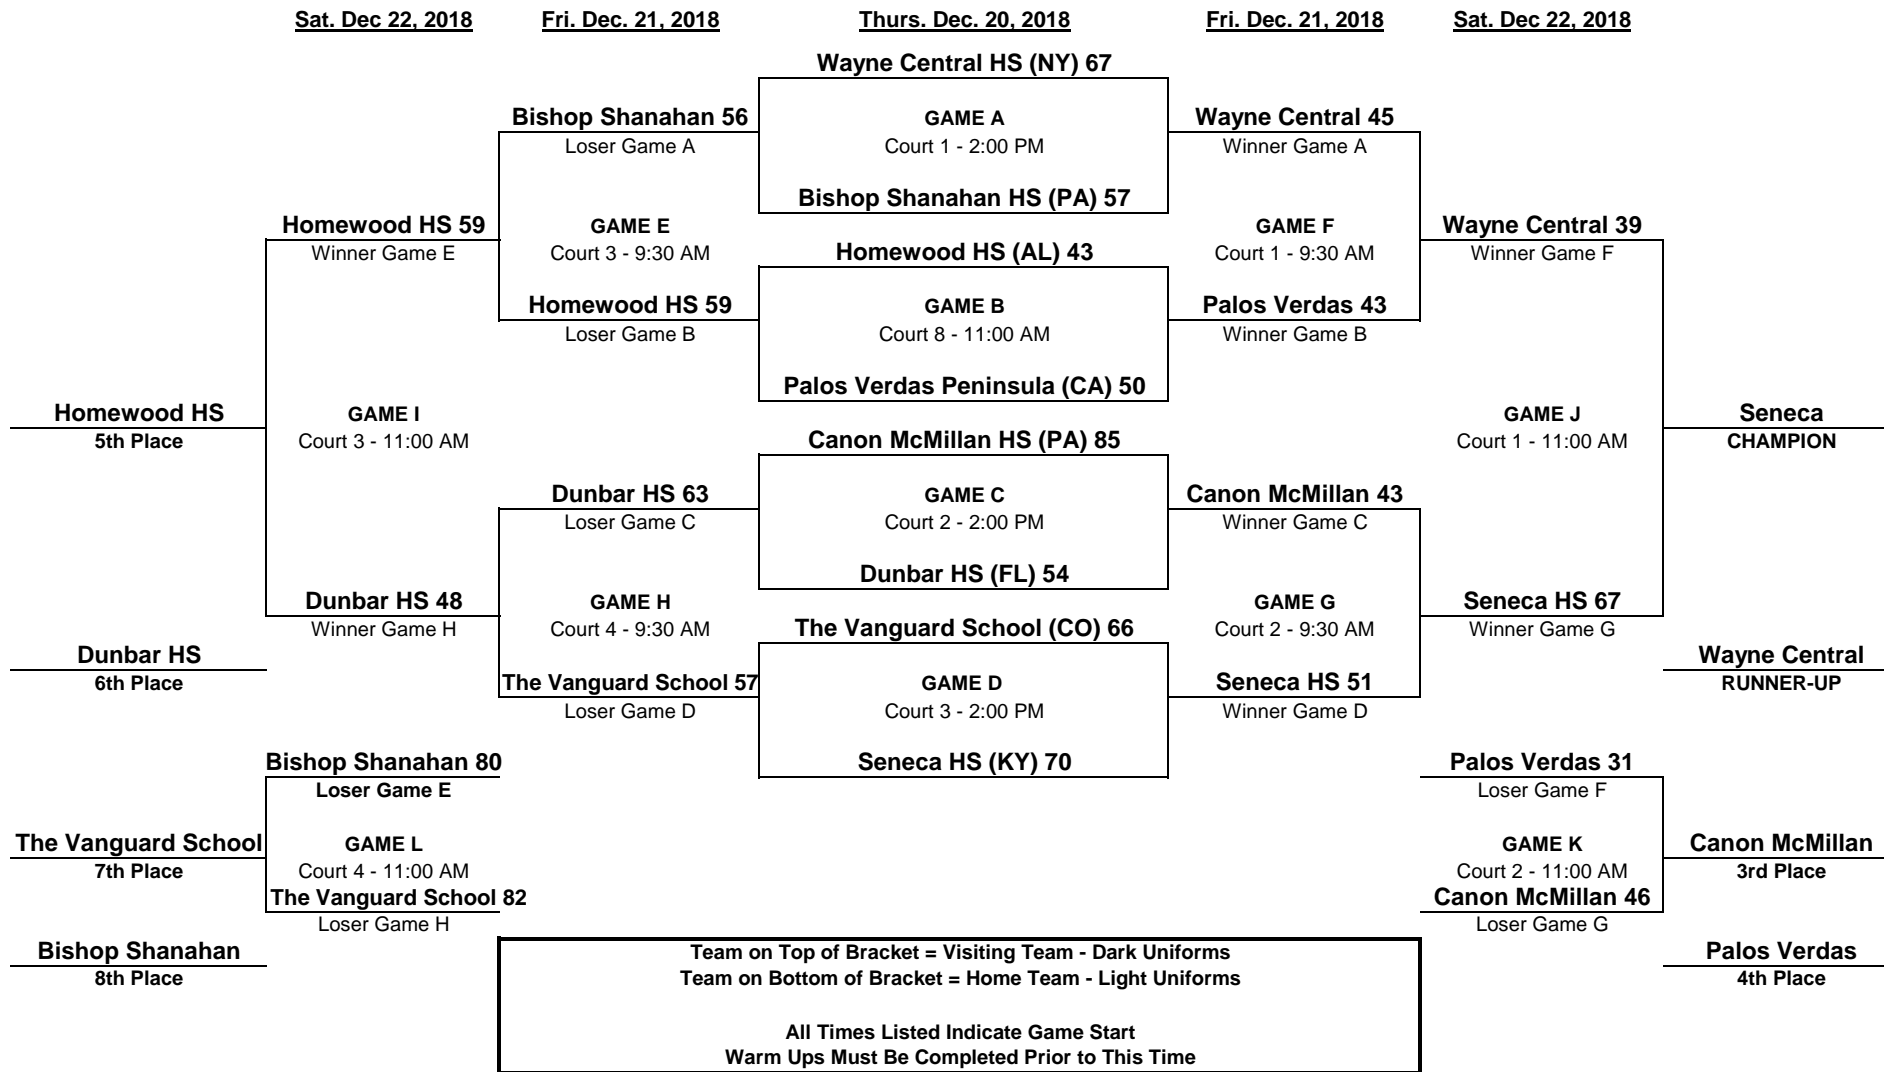 Sat. Dec 22, 2018 Fri. Dec. 21, 2018 Thurs. Dec. 20, 2018 Fri. Dec. 21, 2018 Sat. Dec 22, 2018
Wayne Central HS (NY) 67
Bishop Shanahan 56 GAME A Wayne Central 45
Loser Game A Court 1 - 2:00 PM Winner Game A
Bishop Shanahan HS (PA) 57
Homewood HS 59 GAME E GAME F Wayne Central 39
Winner Game E Court 3 - 9:30 AM Homewood HS (AL) 43 Court 1 - 9:30 AM Winner Game F
Homewood HS 59 GAME B Palos Verdas 43
Loser Game B Court 8 - 11:00 AM Winner Game B
Palos Verdas Peninsula (CA) 50
Homewood HS GAME I GAME J Seneca
5th Place Court 3 - 11:00 AM Canon McMillan HS (PA) 85 Court 1 - 11:00 AM CHAMPION
Dunbar HS 63 GAME C Canon McMillan 43
Loser Game C Court 2 - 2:00 PM Winner Game C
Dunbar HS (FL) 54
Dunbar HS 48 GAME H GAME G Seneca HS 67
Winner Game H Court 4 - 9:30 AM The Vanguard School (CO) 66 Court 2 - 9:30 AM Winner Game G
Dunbar HS Wayne Central
6th Place The Vanguard School 57 GAME D Seneca HS 51 RUNNER-UP
Loser Game D Court 3 - 2:00 PM Winner Game D
Bishop Shanahan 80 Seneca HS (KY) 70 Palos Verdas 31
Loser Game E Loser Game F
The Vanguard School GAME L GAME K Canon McMillan
7th Place Court 4 - 11:00 AM Court 2 - 11:00 AM 3rd Place
The Vanguard School 82 Canon McMillan 46
Loser Game H Loser Game G
Bishop Shanahan Team on Top of Bracket = Visiting Team - Dark Uniforms Palos Verdas
8th Place Team on Bottom of Bracket = Home Team - Light Uniforms 4th Place
All Times Listed Indicate Game Start
Warm Ups Must Be Completed Prior to This Time